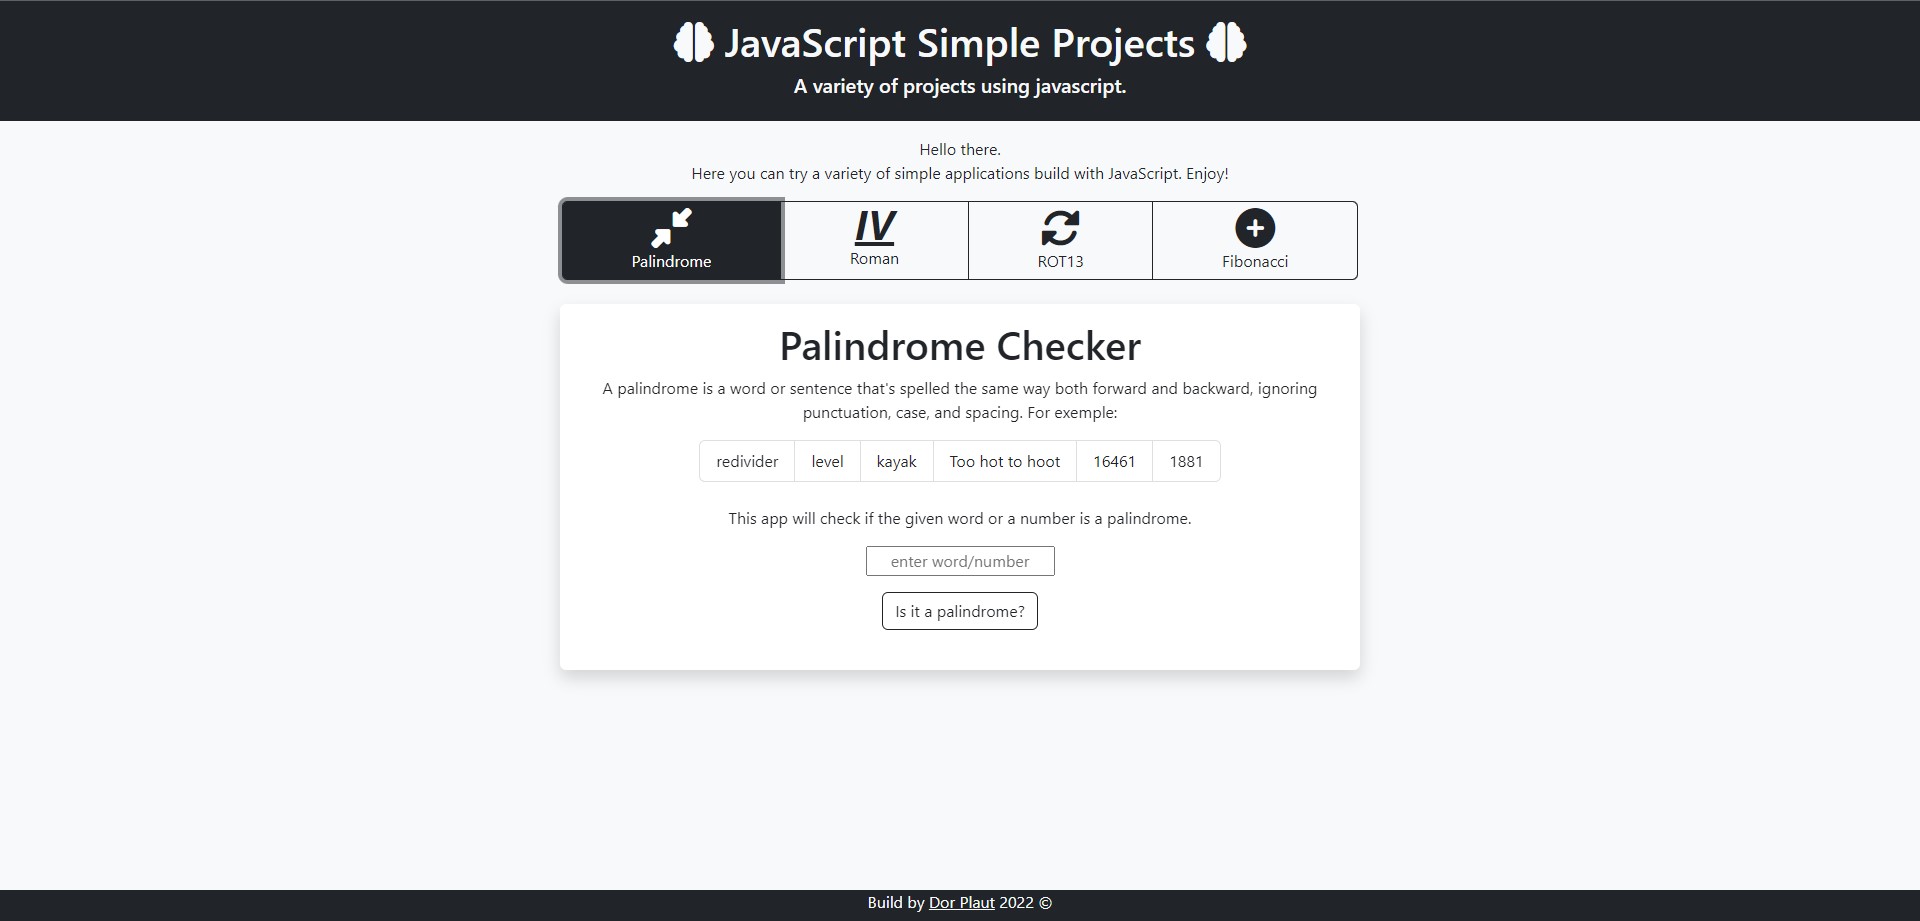 JavaScript Simple Projects
A variety of projects using javascript.
Hello there.
Here you can try a variety of simple applications build with JavaScript. Enjoy!
IV
Palindrome Roman ROT13 Fibonacci
Palindrome Checker
A palindrome is a word or sentence that's spelled the same way both forward and backward, ignoring
punctuation, case, and spacing. For exemple:
redivider level kayak Too hot to hoot 16461 1881
This app will check if the given word or a number is a palindrome.
enter word/number
Is it a palindrome?
Build by Dor Plaut 2022 ©